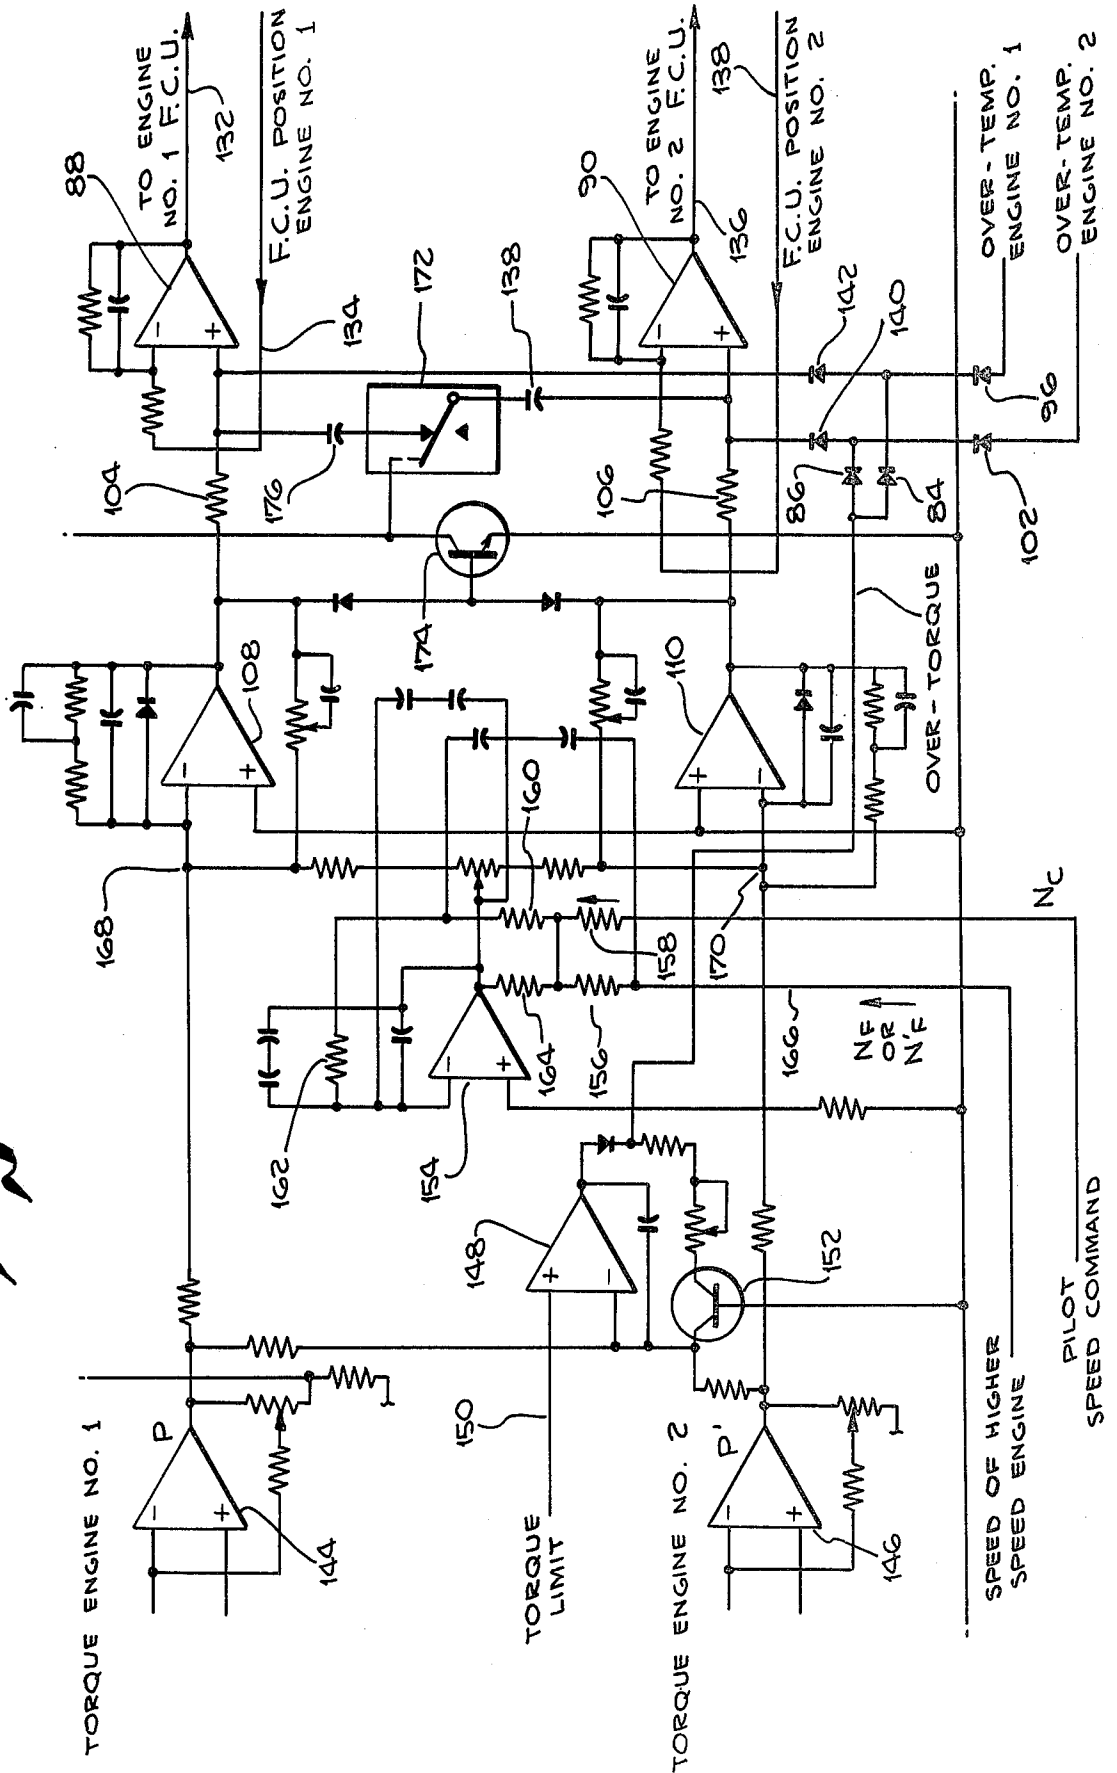 TO ENGINE
NO. 1 F.C.U.
132
F.C.U. POSITION
ENGINE NO. 1
134
88
104
176
172
138
TO ENGINE
NO. 2 F.C.U.
136
90
F.C.U. POSITION
ENGINE NO. 2
138
142
140
106
86
84
OVER-TEMP.
ENGINE NO. 1
96
OVER-TEMP.
ENGINE NO. 2
102
OVER-TORQUE
174
108
110
168
160
158
170
NC
162
154
164
156
166
NF
OR
N'F
148
152
150
TORQUE
LIMIT
TORQUE ENGINE NO. 1
P
144
TORQUE ENGINE NO. 2
P'
146
SPEED OF HIGHER
SPEED ENGINE
PILOT
SPEED COMMAND
-
+
-
+
-
+
+
-
-
+
+
-
-
+
-
+